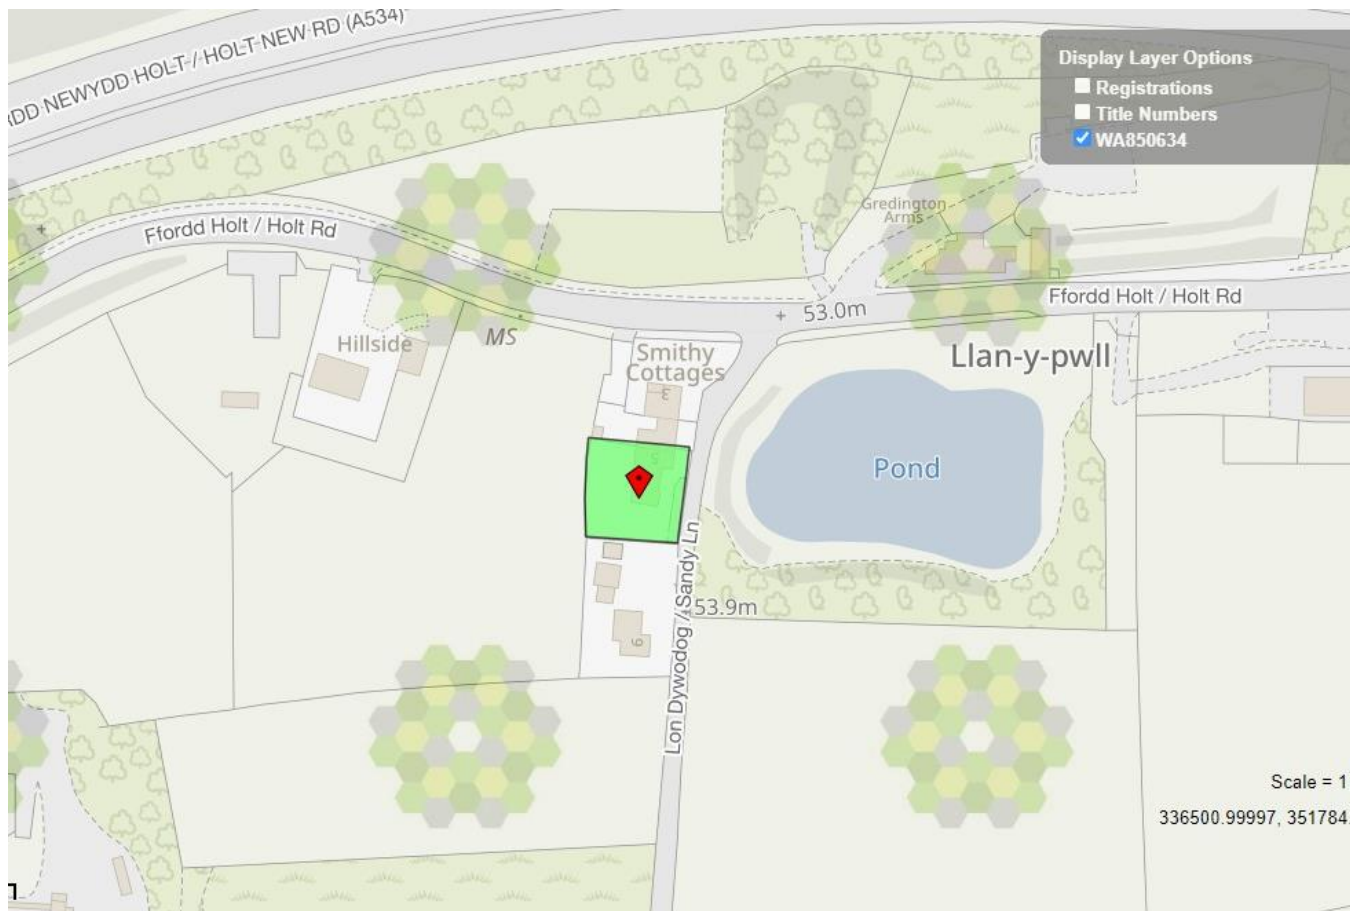 RDD NEWYDD HOLT / HOLT NEW RD (A534)
Display Layer Options
Registrations
Title Numbers
WA850634
Ffordd Holt / Holt Rd
Gredington
Arms
Ffordd Holt / Holt Rd
53.0m
Hillside
MS
Smithy
Cottages
Llan-y-pwll
3
5
Pond
Lon Dywodog / Sandy Ln
53.9m
6
Scale = 1
336500.99997, 351784.